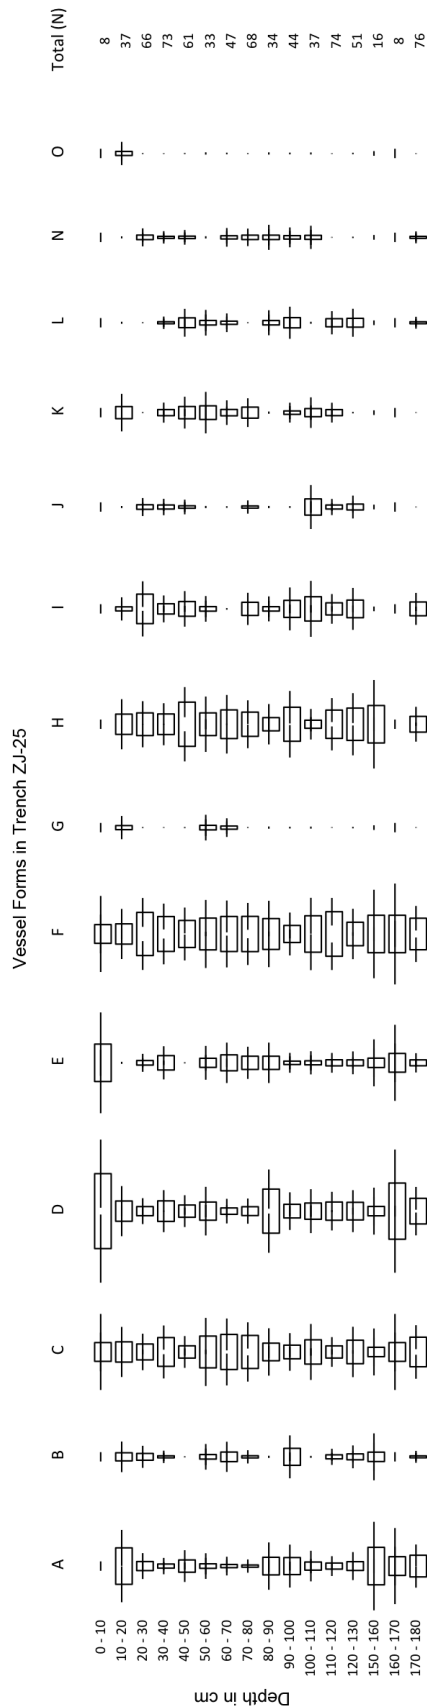 Vessel Forms in Trench ZJ-25
A B C D E F G H I J K L N O Total (N)
Depth in cm
0 - 10 8
10 - 20 37
20 - 30 66
30 - 40 73
40 - 50 61
50 - 60 33
60 - 70 47
70 - 80 68
80 - 90 34
90 - 100 44
100 - 110 37
110 - 120 74
120 - 130 51
150 - 160 16
160 - 170 8
170 - 180 76